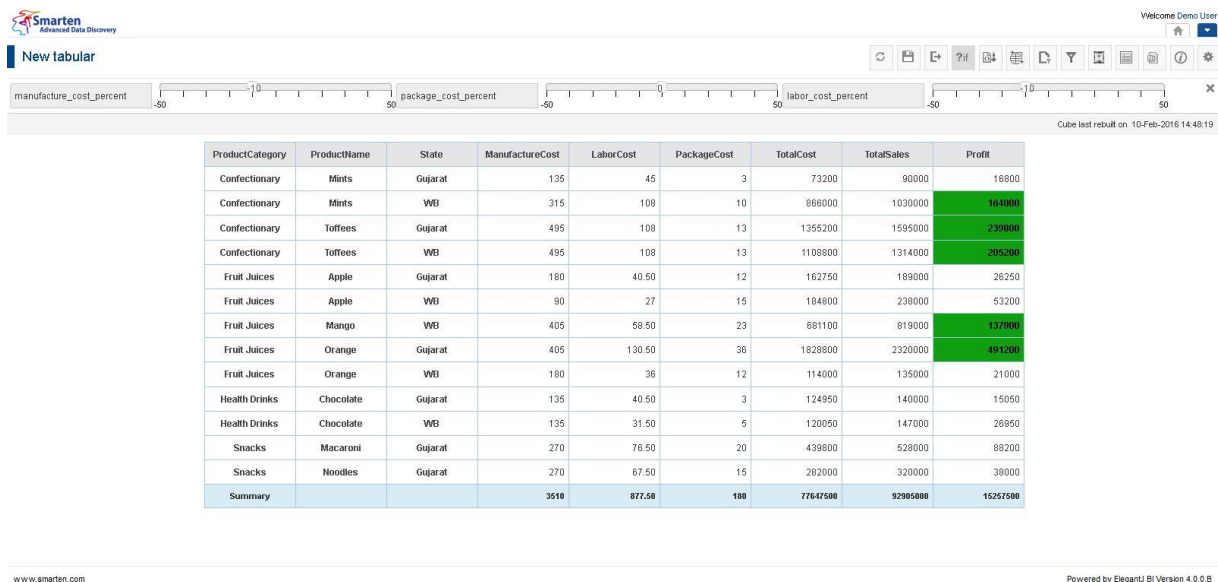 Smarten
Advanced Data Discovery
Welcome Demo User
New tabular
?if
manufacture_cost_percent -50 -10 50 package_cost_percent -50 0 50 labor_cost_percent -50 -10 50
Cube last rebuilt on 10-Feb-2016 14:48:19
ProductCategory ProductName State ManufactureCost LaborCost PackageCost TotalCost TotalSales Profit
Confectionary Mints Gujarat 135 45 3 73200 90000 16800
Confectionary Mints WB 315 108 10 866000 1030000 164000
Confectionary Toffees Gujarat 495 108 13 1355200 1595000 239800
Confectionary Toffees WB 495 108 13 1108800 1314000 205200
Fruit Juices Apple Gujarat 180 40.50 12 162750 189000 26250
Fruit Juices Apple WB 90 27 15 184800 238000 53200
Fruit Juices Mango WB 405 58.50 23 681100 819000 137900
Fruit Juices Orange Gujarat 405 130.50 36 1828800 2320000 491200
Fruit Juices Orange WB 180 36 12 114000 135000 21000
Health Drinks Chocolate Gujarat 135 40.50 3 124950 140000 15050
Health Drinks Chocolate WB 135 31.50 5 120050 147000 26950
Snacks Macaroni Gujarat 270 76.50 20 439800 528000 88200
Snacks Noodles Gujarat 270 67.50 15 282000 320000 38000
Summary 3510 877.50 180 77647500 92905000 15257500
www.smarten.com
Powered by ElegantJ BI Version 4.0.0.B